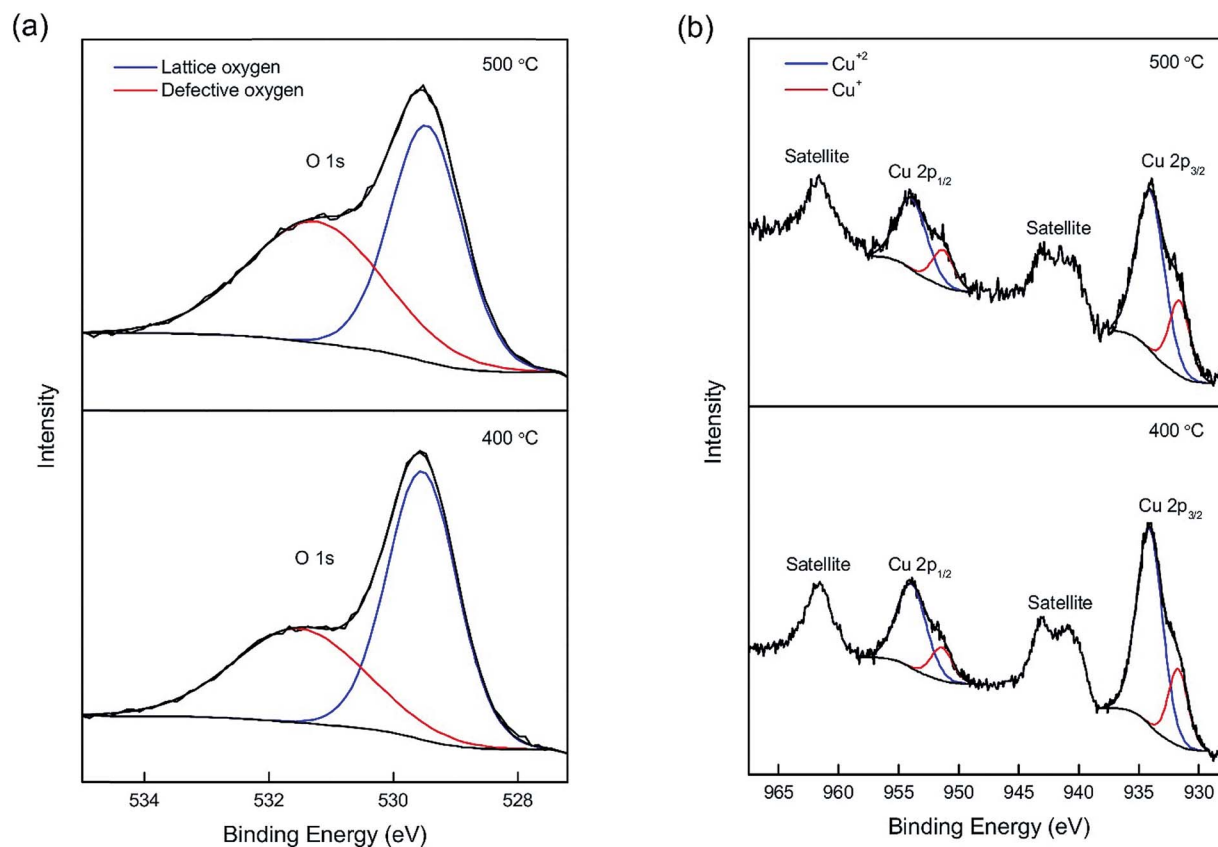 (a)
500 °C
Lattice oxygen
Defective oxygen
O 1s
400 °C
O 1s
Intensity
534 532 530 528
Binding Energy (eV)
(b)
500 °C
Cu+2
Cu+
Satellite
Cu 2p1/2
Satellite
Cu 2p3/2
400 °C
Satellite
Cu 2p1/2
Satellite
Cu 2p3/2
Intensity
965 960 955 950 945 940 935 930
Binding Energy (eV)